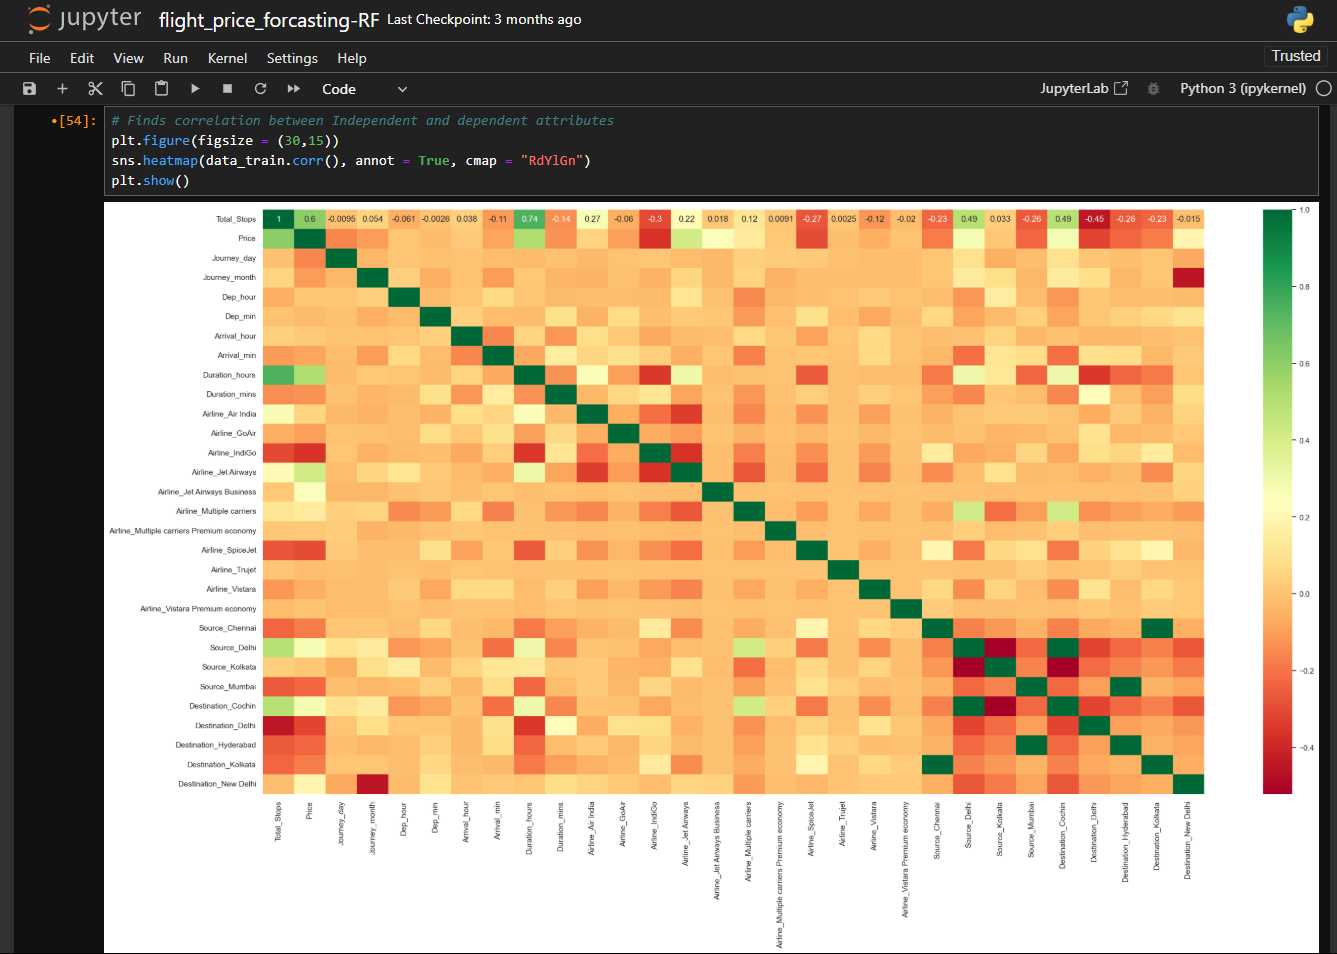 jupyter flight_price_forcasting-RF Last Checkpoint: 3 months ago
File Edit View Run Kernel Settings Help Trusted
Code JupyterLab Python 3 (ipykernel)
•[54]: # Finds correlation between Independent and dependent attributes
plt.figure(figsize = (30,15))
sns.heatmap(data_train.corr(), annot = True, cmap = "RdYlGn")
plt.show()
Total_Stops 1 0.6 -0.0095 0.054 -0.061 -0.0026 0.038 -0.11 0.74 -0.14 0.27 -0.06 -0.3 0.22 0.018 0.12 0.0091 -0.27 0.0025 -0.12 -0.02 -0.23 0.49 0.033 -0.26 0.49 -0.45 -0.26 -0.23 -0.015
Price
Journey_day
Journey_month
Dep_hour
Dep_min
Arrival_hour
Arrival_min
Duration_hours
Duration_mins
Airline_Air India
Airline_GoAir
Airline_IndiGo
Airline_Jet Airways
Airline_Jet Airways Business
Airline_Multiple carriers
Airline_Multiple carriers Premium economy
Airline_SpiceJet
Airline_Trujet
Airline_Vistara
Airline_Vistara Premium economy
Source_Chennai
Source_Delhi
Source_Kolkata
Source_Mumbai
Destination_Cochin
Destination_Delhi
Destination_Hyderabad
Destination_Kolkata
Destination_New Delhi
Total_Stops
Price
Journey_day
Journey_month
Dep_hour
Dep_min
Arrival_hour
Arrival_min
Duration_hours
Duration_mins
Airline_Air India
Airline_GoAir
Airline_IndiGo
Airline_Jet Airways
Airline_Jet Airways Business
Airline_Multiple carriers
Airline_Multiple carriers Premium economy
Airline_SpiceJet
Airline_Trujet
Airline_Vistara
Airline_Vistara Premium economy
Source_Chennai
Source_Delhi
Source_Kolkata
Source_Mumbai
Destination_Cochin
Destination_Delhi
Destination_Hyderabad
Destination_Kolkata
Destination_New Delhi
1.0
0.8
0.6
0.4
0.2
0.0
−0.2
−0.4